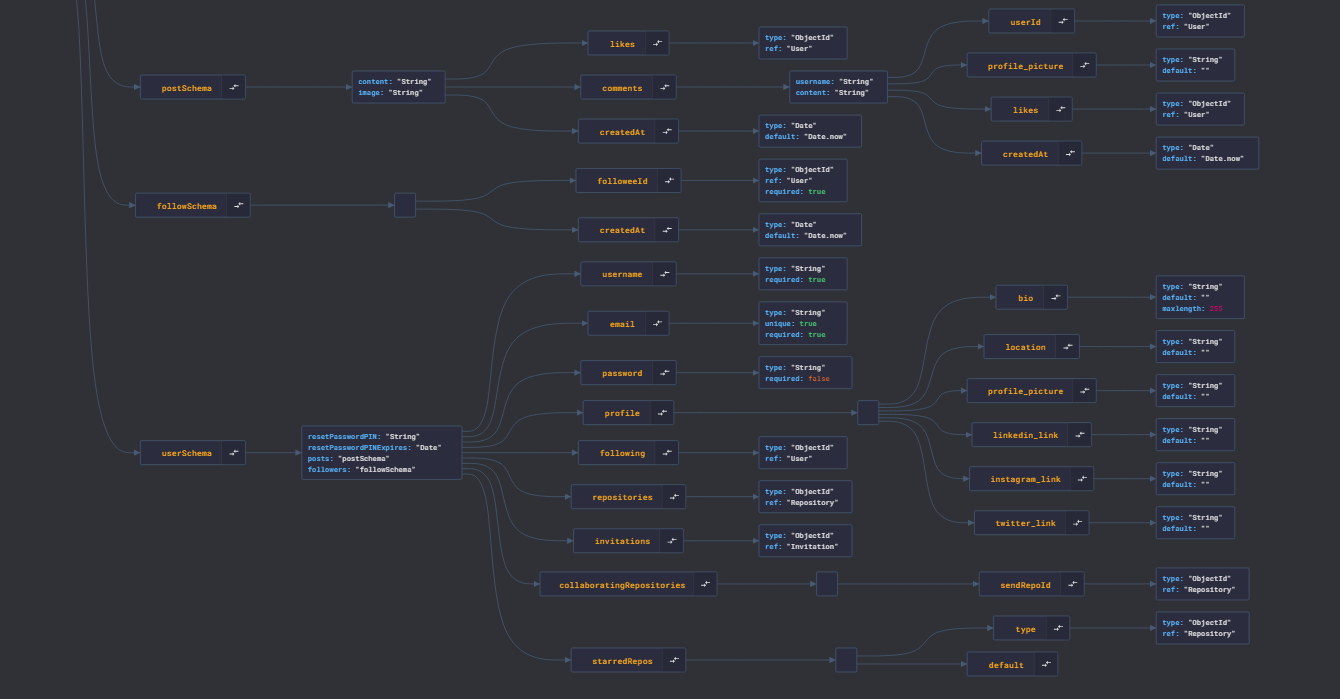 postSchema
content: "String"
image: "String"
likes
type: "ObjectId"
ref: "User"
comments
username: "String"
content: "String"
userId
type: "ObjectId"
ref: "User"
profile_picture
type: "String"
default: ""
likes
type: "ObjectId"
ref: "User"
createdAt
type: "Date"
default: "Date.now"
createdAt
type: "Date"
default: "Date.now"
followSchema
followeeId
type: "ObjectId"
ref: "User"
required: true
createdAt
type: "Date"
default: "Date.now"
userSchema
resetPasswordPIN: "String"
resetPasswordPINExpires: "Date"
posts: "postSchema"
followers: "followSchema"
username
type: "String"
required: true
email
type: "String"
unique: true
required: true
password
type: "String"
required: false
profile
bio
type: "String"
default: ""
maxlength: 255
location
type: "String"
default: ""
profile_picture
type: "String"
default: ""
linkedin_link
type: "String"
default: ""
instagram_link
type: "String"
default: ""
twitter_link
type: "String"
default: ""
following
type: "ObjectId"
ref: "User"
repositories
type: "ObjectId"
ref: "Repository"
invitations
type: "ObjectId"
ref: "Invitation"
collaboratingRepositories
sendRepoId
type: "ObjectId"
ref: "Repository"
starredRepos
type
type: "ObjectId"
ref: "Repository"
default